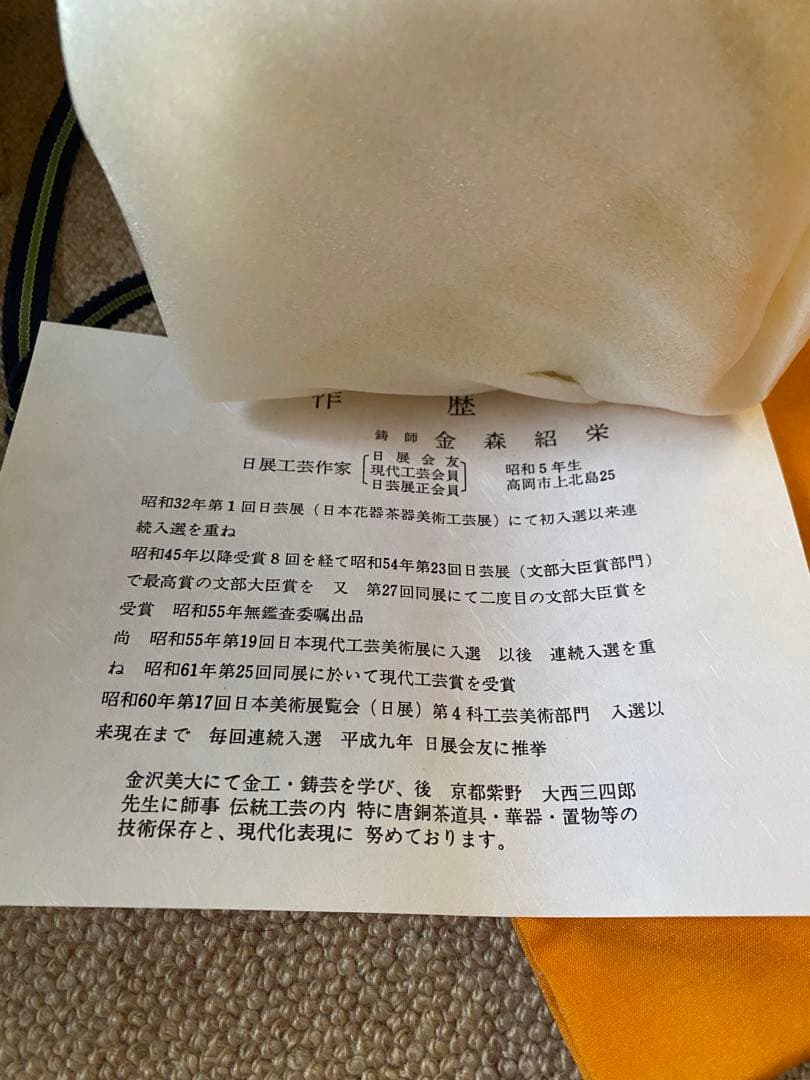 作 歴
鋳師 金森紹栄
日展工芸作家 日展会友 現代工芸会員 日芸展正会員 昭和5年生 高岡市上北島25
昭和32年第1回日芸展(日本花器茶器美術工芸展)にて初入選以来連
続入選を重ね
昭和45年以降受賞8回を経て昭和54年第23回日芸展(文部大臣賞部門)
で最高賞の文部大臣賞を 又 第27回同展にて二度目の文部大臣賞を
受賞 昭和55年無鑑査委嘱出品
尚 昭和55年第19回日本現代工芸美術展に入選 以後 連続入選を重
ね 昭和61年第25回同展に於いて現代工芸賞を受賞
昭和60年第17回日本美術展覧会(日展)第4科工芸美術部門 入選以
来現在まで 毎回連続入選 平成九年 日展会友に推挙
金沢美大にて金工・鋳芸を学び、後 京都紫野 大西三四郎
先生に師事 伝統工芸の内 特に唐銅茶道具・華器・置物等の
技術保存と、現代化表現に 努めております。